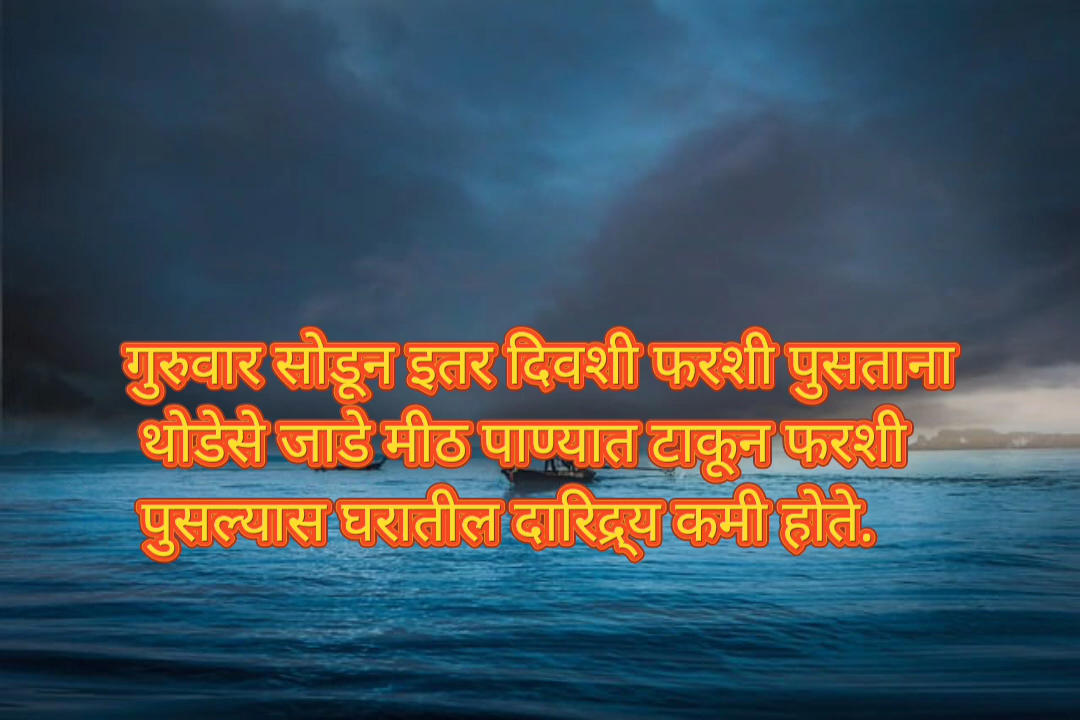 गुरुवार सोडून इतर दिवशी फरशी पुसताना
थोडेसे जाडे मीठ पाण्यात टाकून फरशी
पुसल्यास घरातील दारिद्र्य कमी होते.